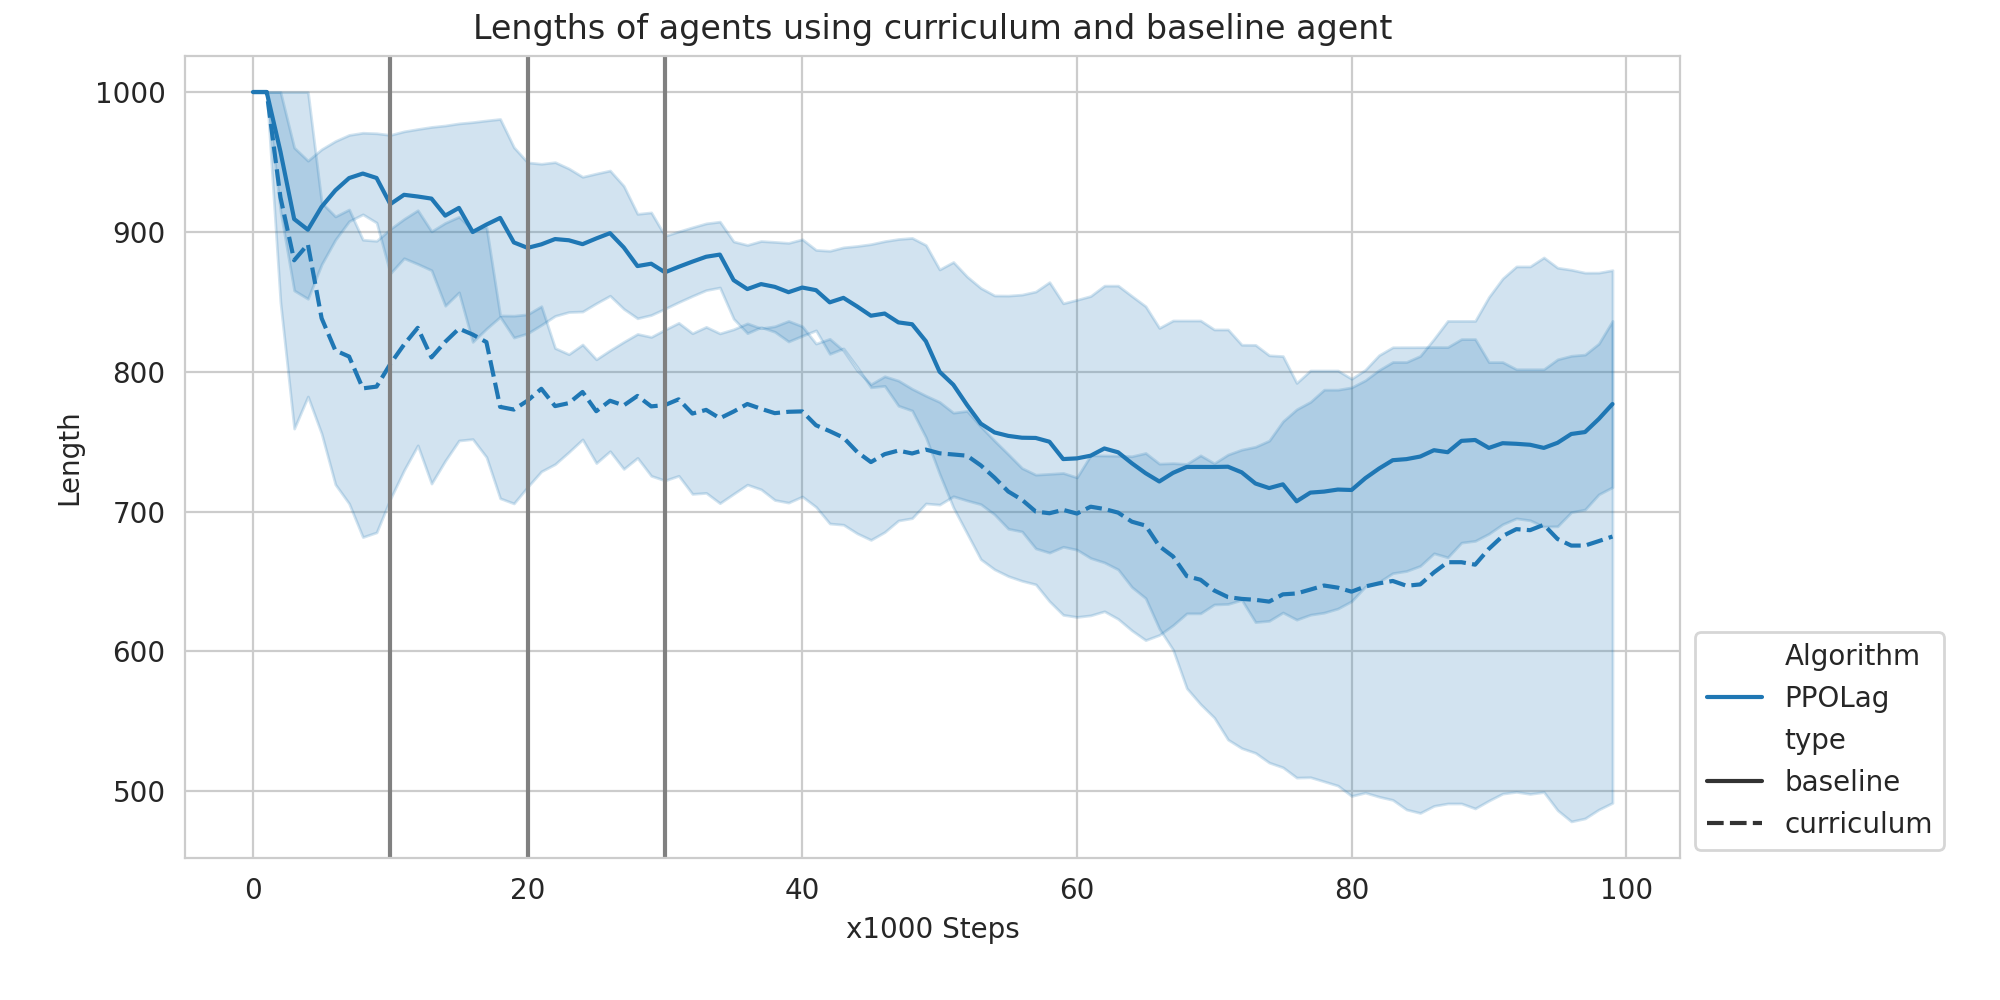 Lengths of agents using curriculum and baseline agent
1000
900
800
700
600
500
Length
0 20 40 60 80 100
x1000 Steps
Algorithm
PPOLag
type
baseline
curriculum